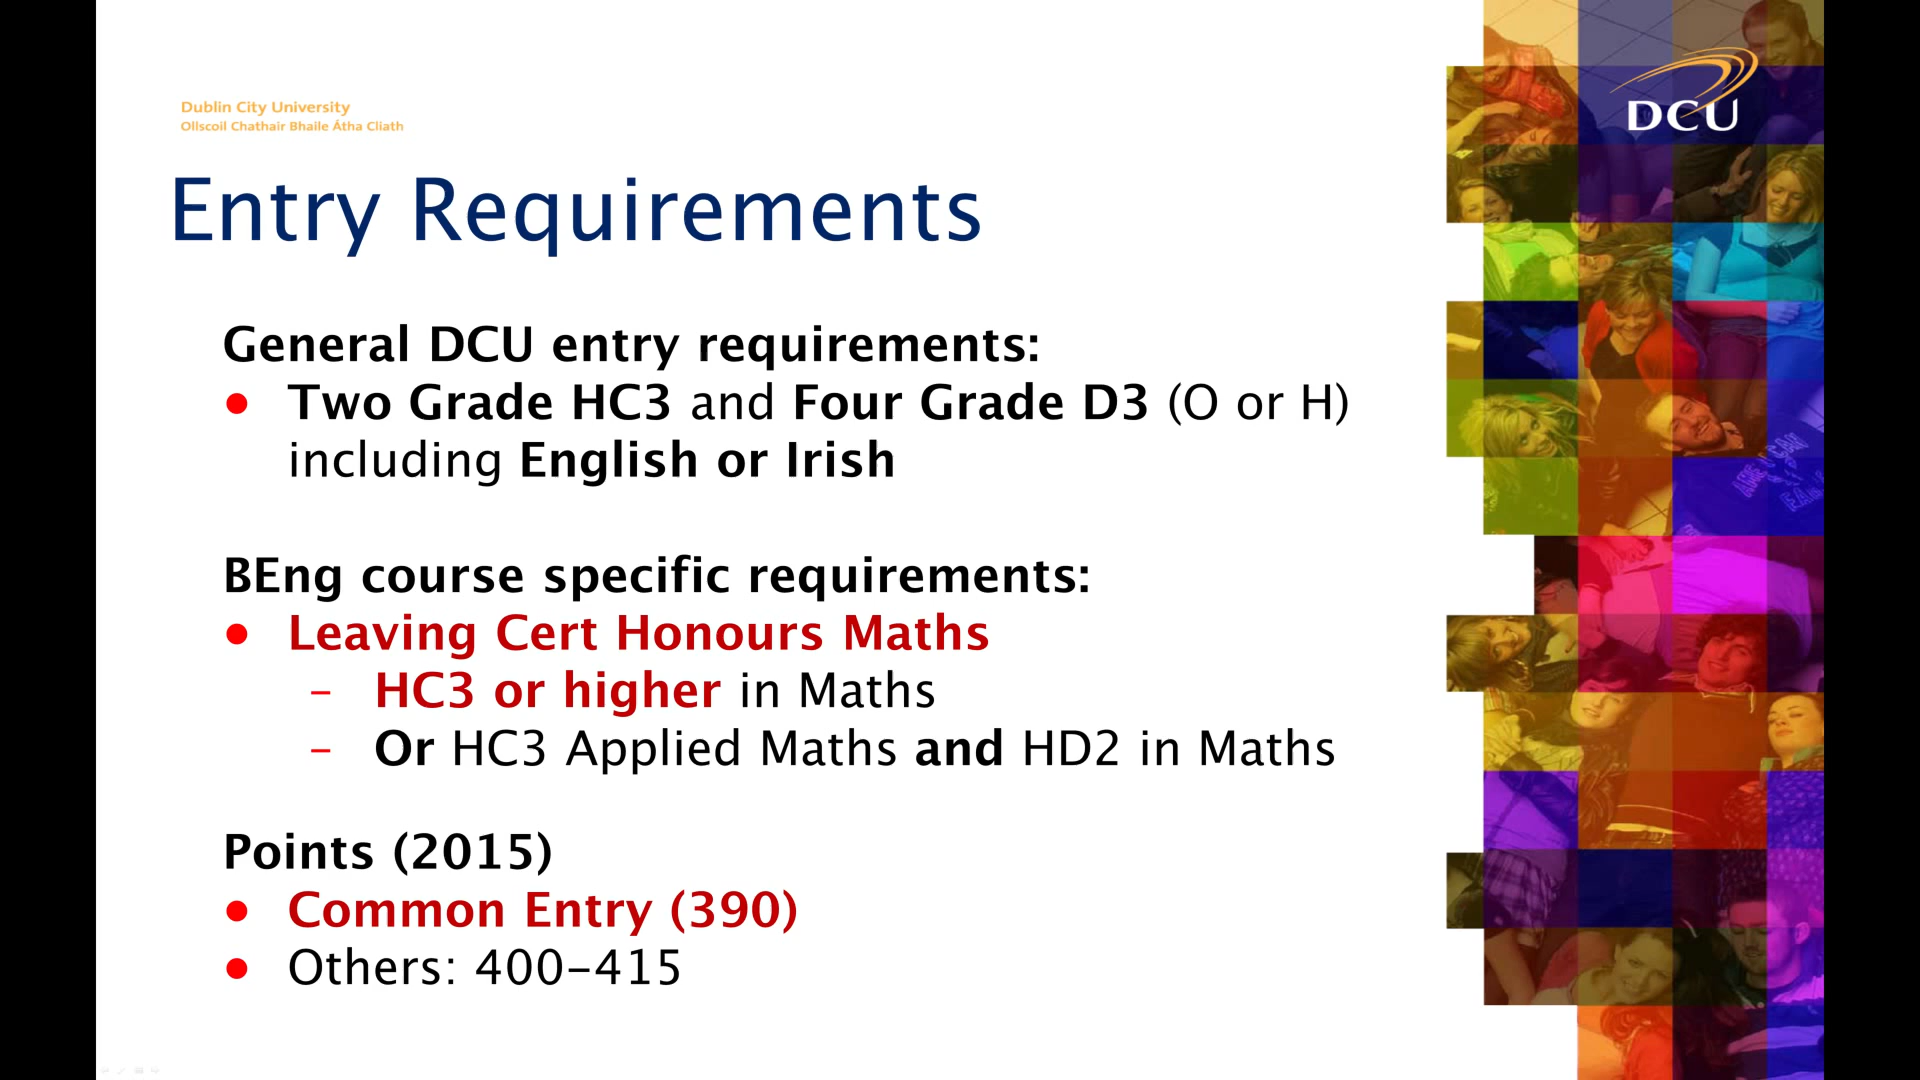 Dublin City University
Ollscoil Chathair Bhaile Átha Cliath
DCU
Entry Requirements
General DCU entry requirements:
● Two Grade HC3 and Four Grade D3 (O or H)
including English or Irish
BEng course specific requirements:
● Leaving Cert Honours Maths
– HC3 or higher in Maths
– Or HC3 Applied Maths and HD2 in Maths
Points (2015)
● Common Entry (390)
● Others: 400-415